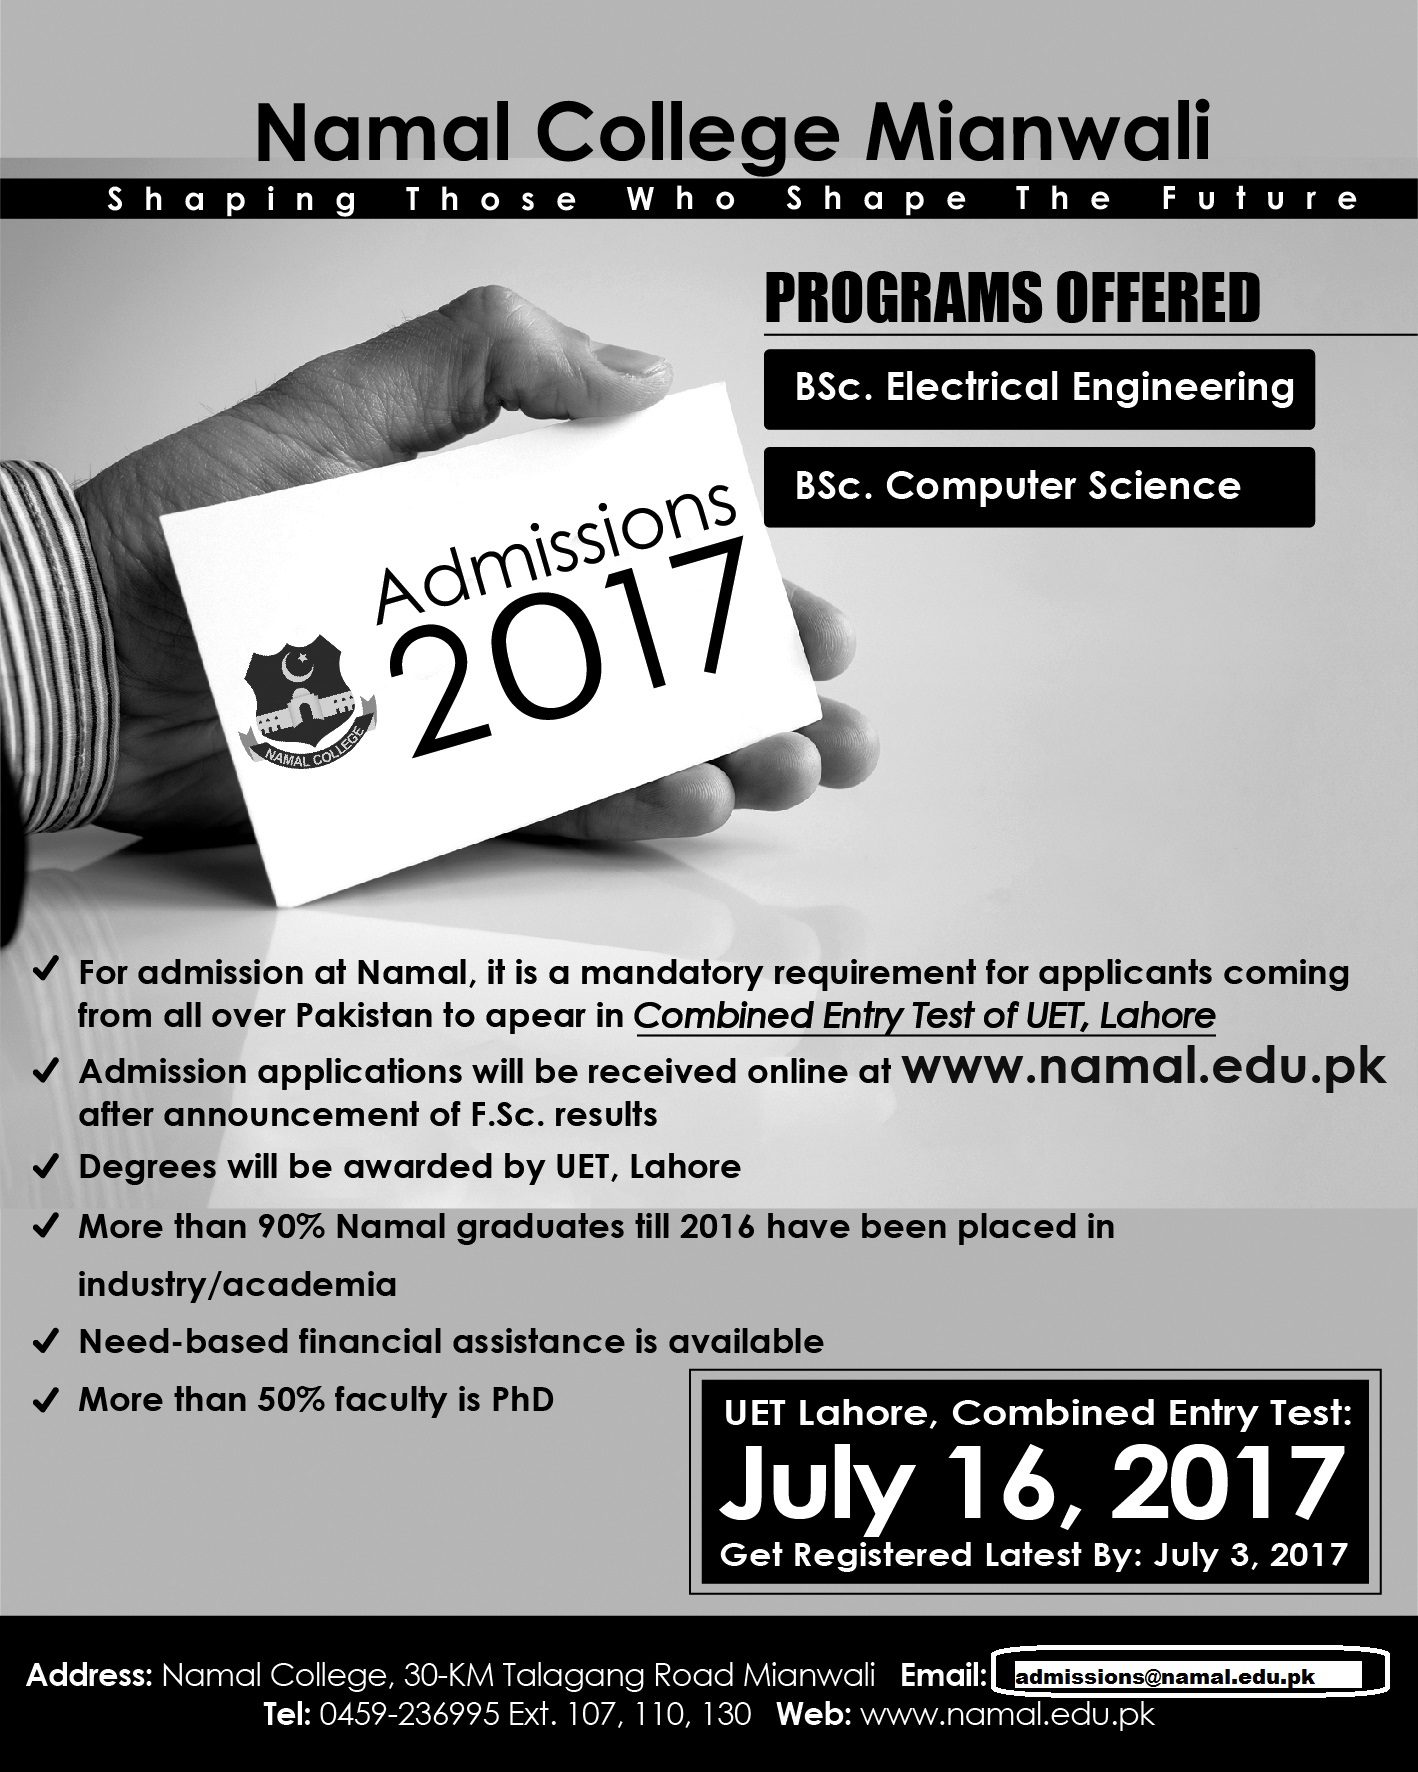 Namal College Mianwali
Shaping Those Who Shape The Future
PROGRAMS OFFERED
BSc. Electrical Engineering
BSc. Computer Science
Admissions
2017
NAMAL COLLEGE
For admission at Namal, it is a mandatory requirement for applicants coming
from all over Pakistan to apear in Combined Entry Test of UET, Lahore
Admission applications will be received online at www.namal.edu.pk
after announcement of F.Sc. results
Degrees will be awarded by UET, Lahore
More than 90% Namal graduates till 2016 have been placed in
industry/academia
Need-based financial assistance is available
More than 50% faculty is PhD
UET Lahore, Combined Entry Test:
July 16, 2017
Get Registered Latest By: July 3, 2017
Address: Namal College, 30-KM Talagang Road Mianwali Email: admissions@namal.edu.pk
Tel: 0459-236995 Ext. 107, 110, 130 Web: www.namal.edu.pk